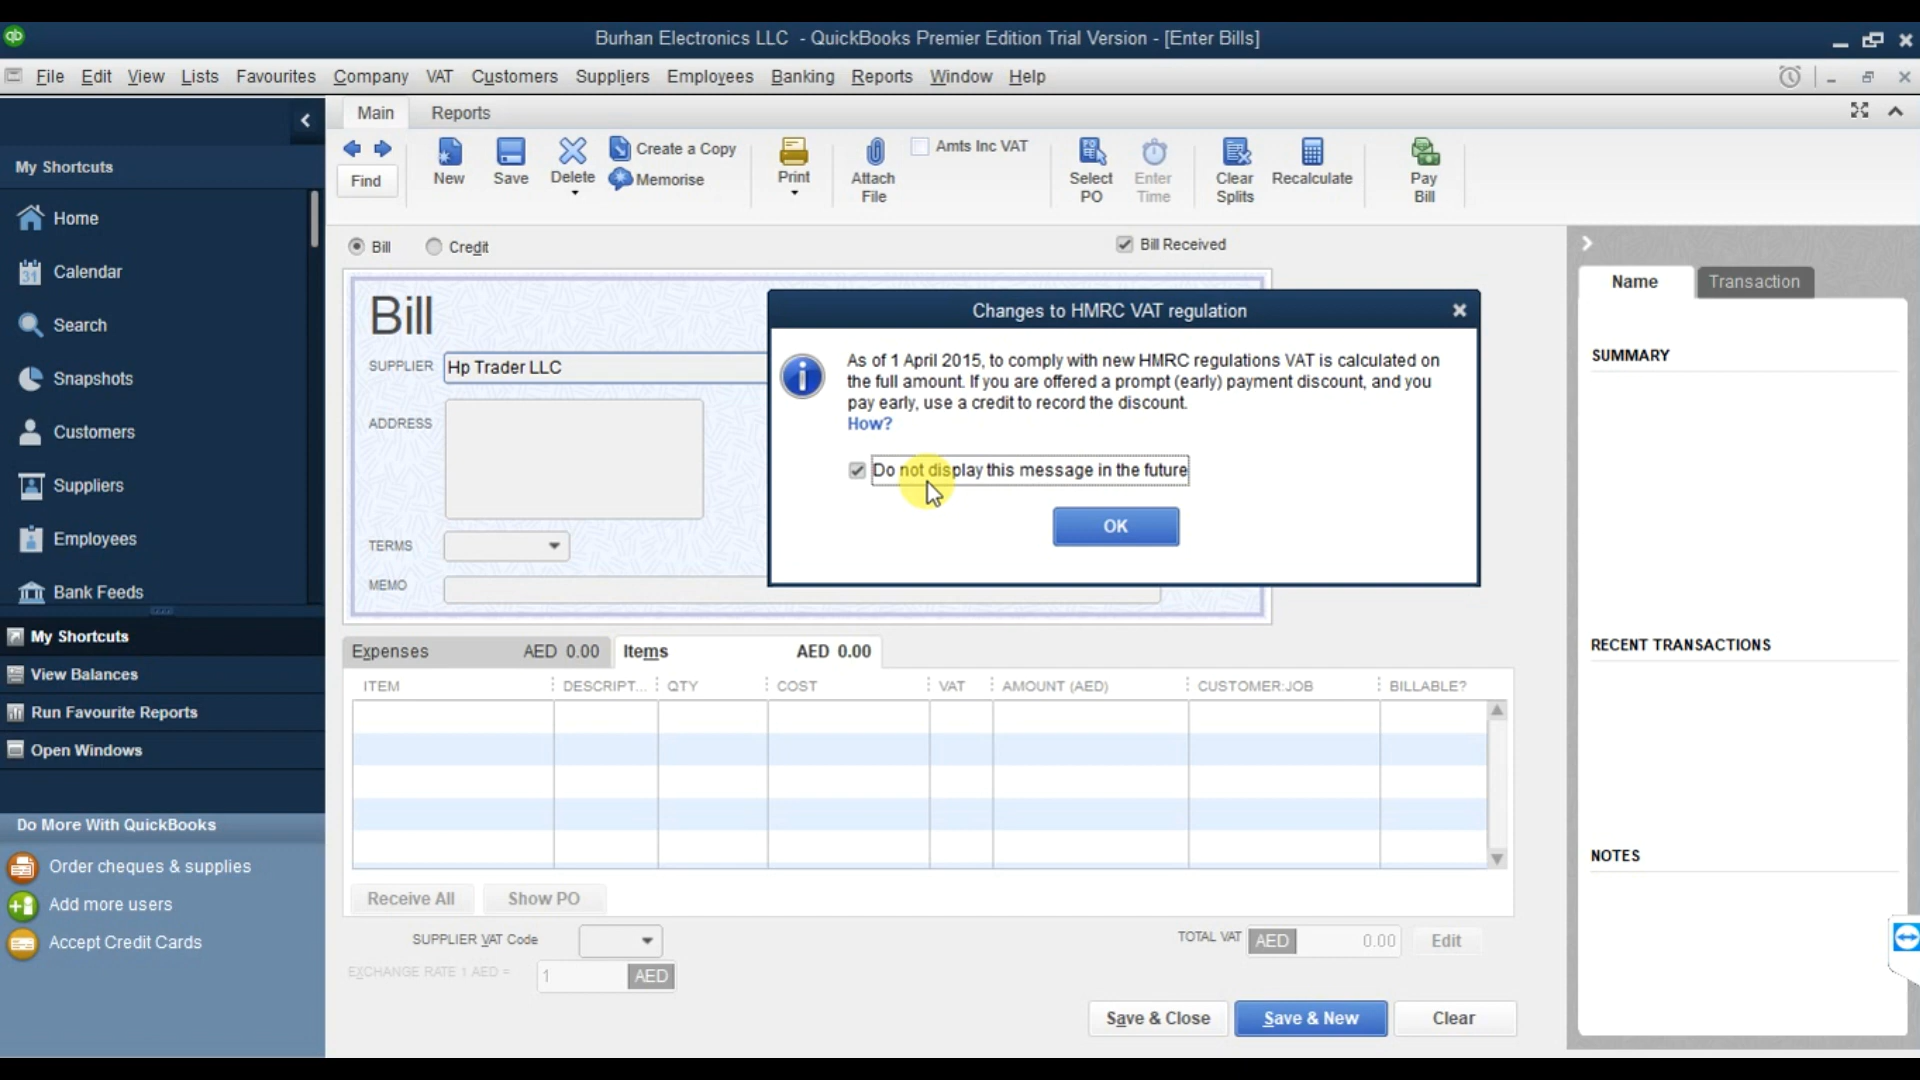 qb
Burhan Electronics LLC - QuickBooks Premier Edition Trial Version - [Enter Bills]
File Edit View Lists Favourites Company VAT Customers Suppliers Employees Banking Reports Window Help
Main Reports
Find
New
Save
Delete
Create a Copy
Memorise
Print
Attach
File
Amts Inc VAT
Select
PO
Enter
Time
Clear
Splits
Recalculate
Pay
Bill
My Shortcuts
Home
31 Calendar
Search
Snapshots
Customers
Suppliers
Employees
Bank Feeds
My Shortcuts
View Balances
Run Favourite Reports
Open Windows
Do More With QuickBooks
Order cheques & supplies
Add more users
Accept Credit Cards
Bill Credit Bill Received
Bill
SUPPLIER Hp Trader LLC
ADDRESS
TERMS
MEMO
Changes to HMRC VAT regulation
As of 1 April 2015, to comply with new HMRC regulations VAT is calculated on
the full amount. If you are offered a prompt (early) payment discount, and you
pay early, use a credit to record the discount.
How?
Do not display this message in the future
OK
Expenses AED 0.00 Items AED 0.00
ITEM DESCRIPT... QTY COST VAT AMOUNT (AED) CUSTOMER:JOB BILLABLE?
Receive All Show PO
SUPPLIER VAT Code TOTAL VAT AED 0.00 Edit
EXCHANGE RATE 1 AED = 1 AED
Save & Close Save & New Clear
Name Transaction
SUMMARY
RECENT TRANSACTIONS
NOTES